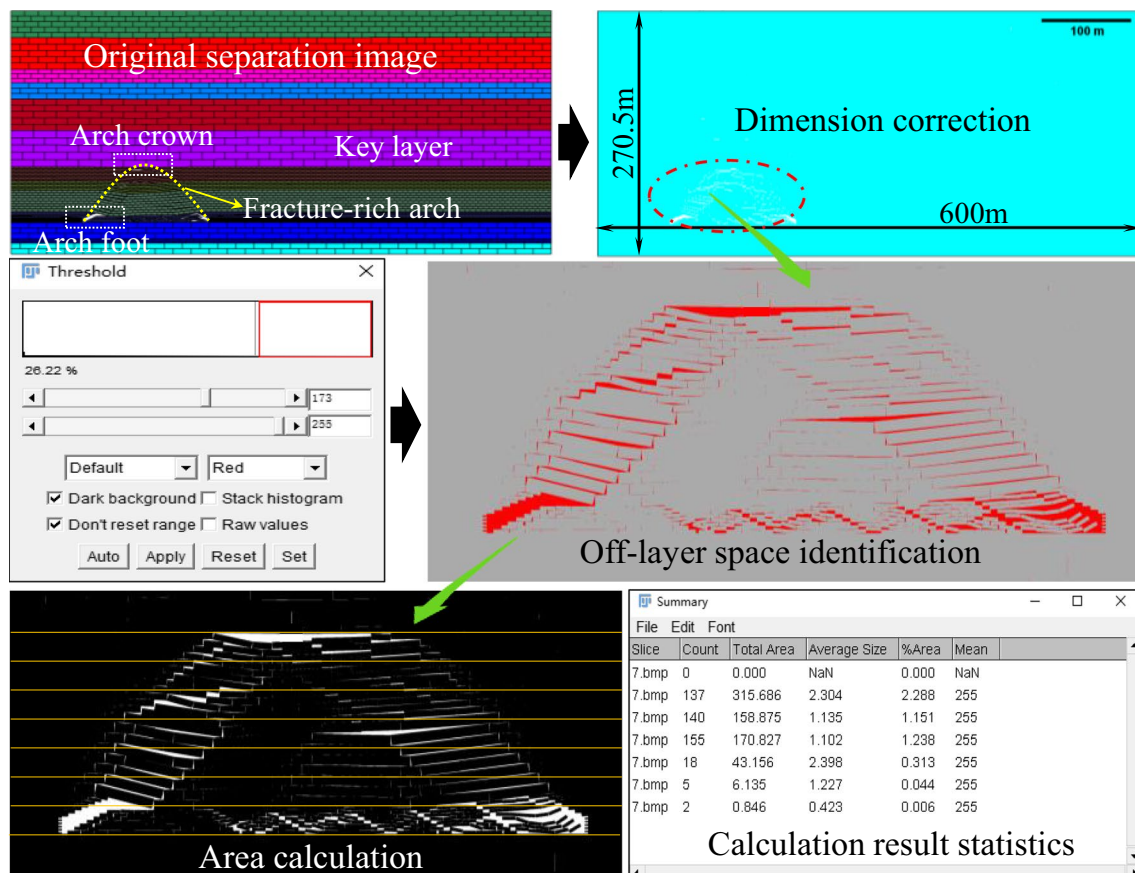 Original separation image
Arch crown
Key layer
Fracture-rich arch
Arch foot
100 m
270.5m
Dimension correction
600m
Threshold
26.22 %
173
255
Default Red
Dark background Stack histogram
Don't reset range Raw values
Auto Apply Reset Set
Off-layer space identification
Area calculation
Summary
File Edit Font
Slice Count Total Area Average Size %Area Mean
7.bmp 0 0.000 NaN 0.000 NaN
7.bmp 137 315.686 2.304 2.288 255
7.bmp 140 158.875 1.135 1.151 255
7.bmp 155 170.827 1.102 1.238 255
7.bmp 18 43.156 2.398 0.313 255
7.bmp 5 6.135 1.227 0.044 255
7.bmp 2 0.846 0.423 0.006 255
Calculation result statistics